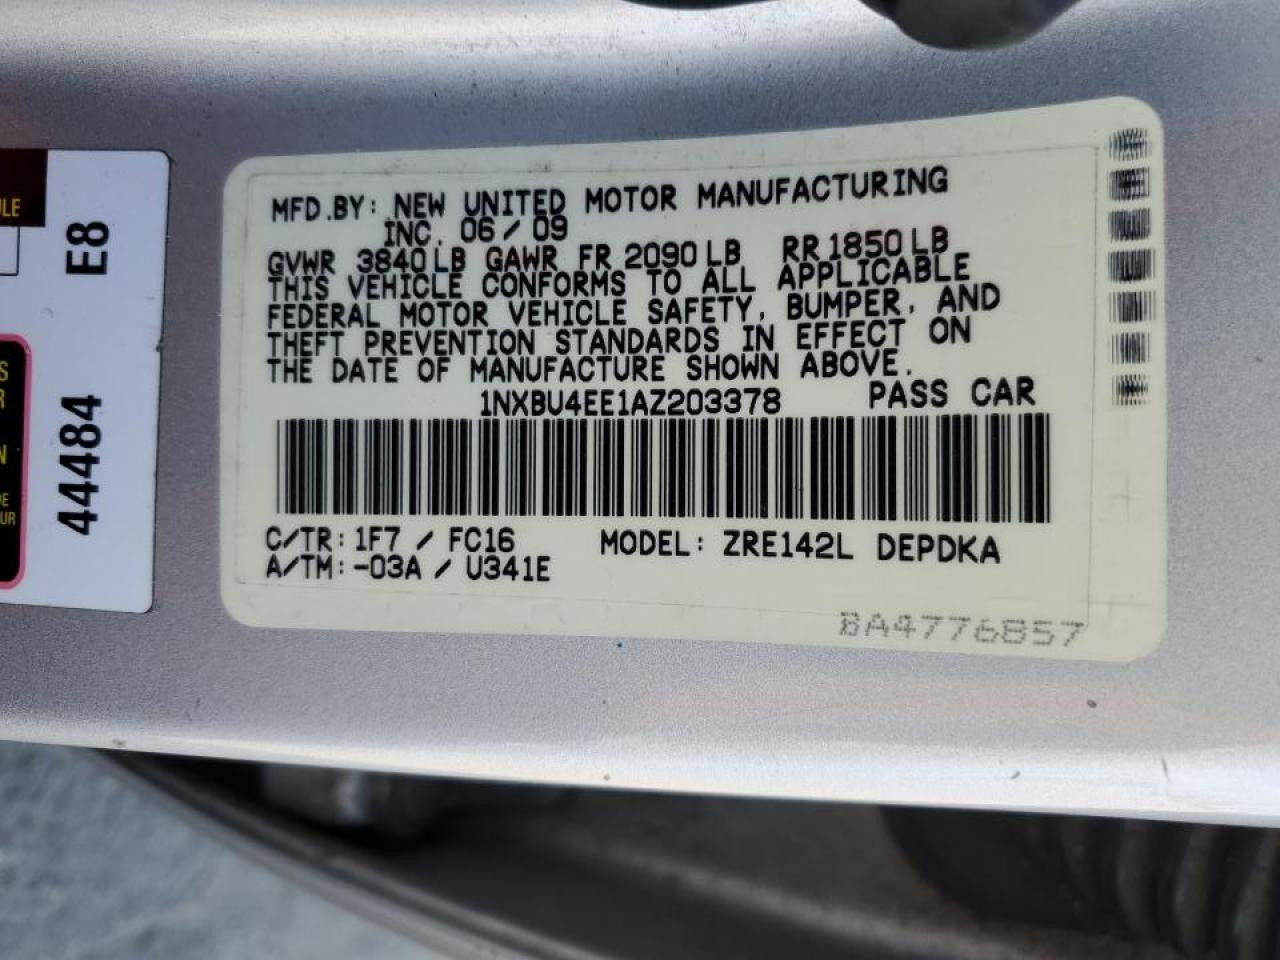 MFD.BY: NEW UNITED MOTOR MANUFACTURING
INC. 06 / 09
GVWR 3840 LB GAWR FR 2090 LB RR 1850 LB
THIS VEHICLE CONFORMS TO ALL APPLICABLE
FEDERAL MOTOR VEHICLE SAFETY, BUMPER, AND
THEFT PREVENTION STANDARDS IN EFFECT ON
THE DATE OF MANUFACTURE SHOWN ABOVE.
1NXBU4EE1AZ203378 PASS CAR
C/TR: 1F7 / FC16 MODEL: ZRE142L DEPDKA
A/TM: -03A / U341E
BA4776857
44484 E8